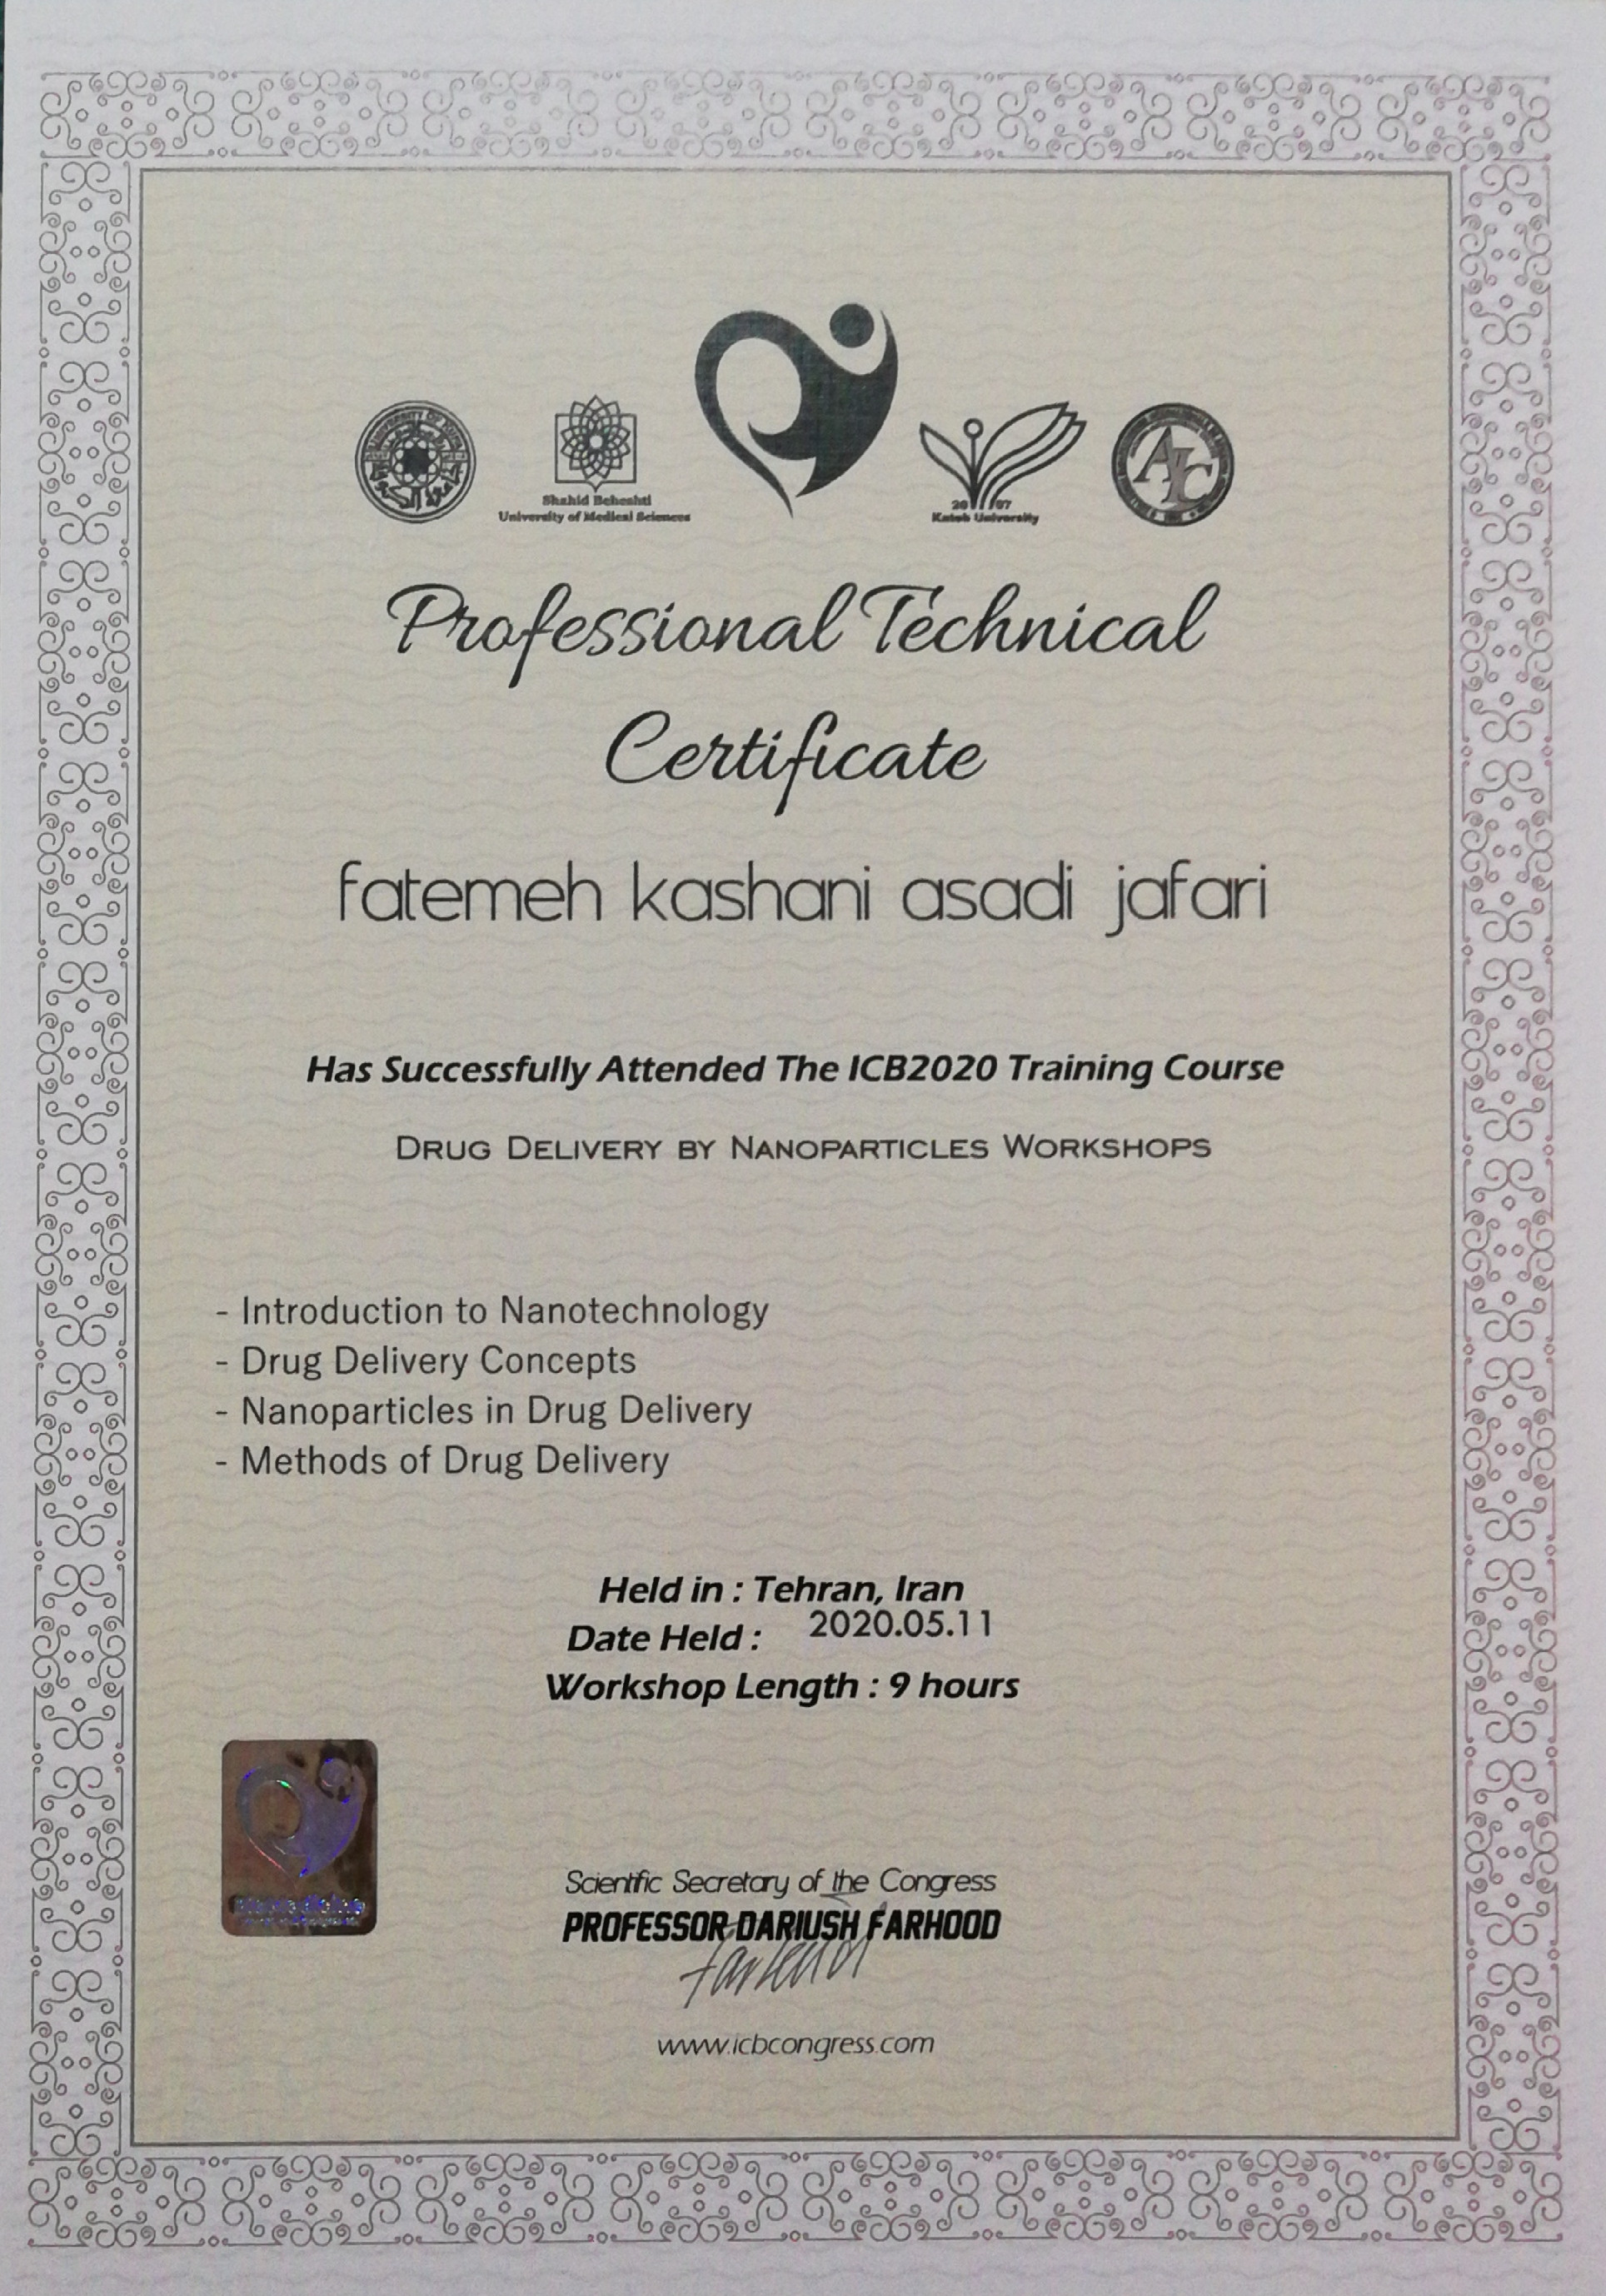 Shahid Beheshti
University of Medical Sciences
2007
Kateb University
AIC
Professional Technical
Certificate
fatemeh kashani asadi jafari
Has Successfully Attended The ICB2020 Training Course
DRUG DELIVERY BY NANOPARTICLES WORKSHOPS
- Introduction to Nanotechnology
- Drug Delivery Concepts
- Nanoparticles in Drug Delivery
- Methods of Drug Delivery
Held in : Tehran, Iran
Date Held : 2020.05.11
Workshop Length : 9 hours
Scientific Secretary of the Congress
PROFESSOR DARIUSH FARHOOD
www.icbcongress.com